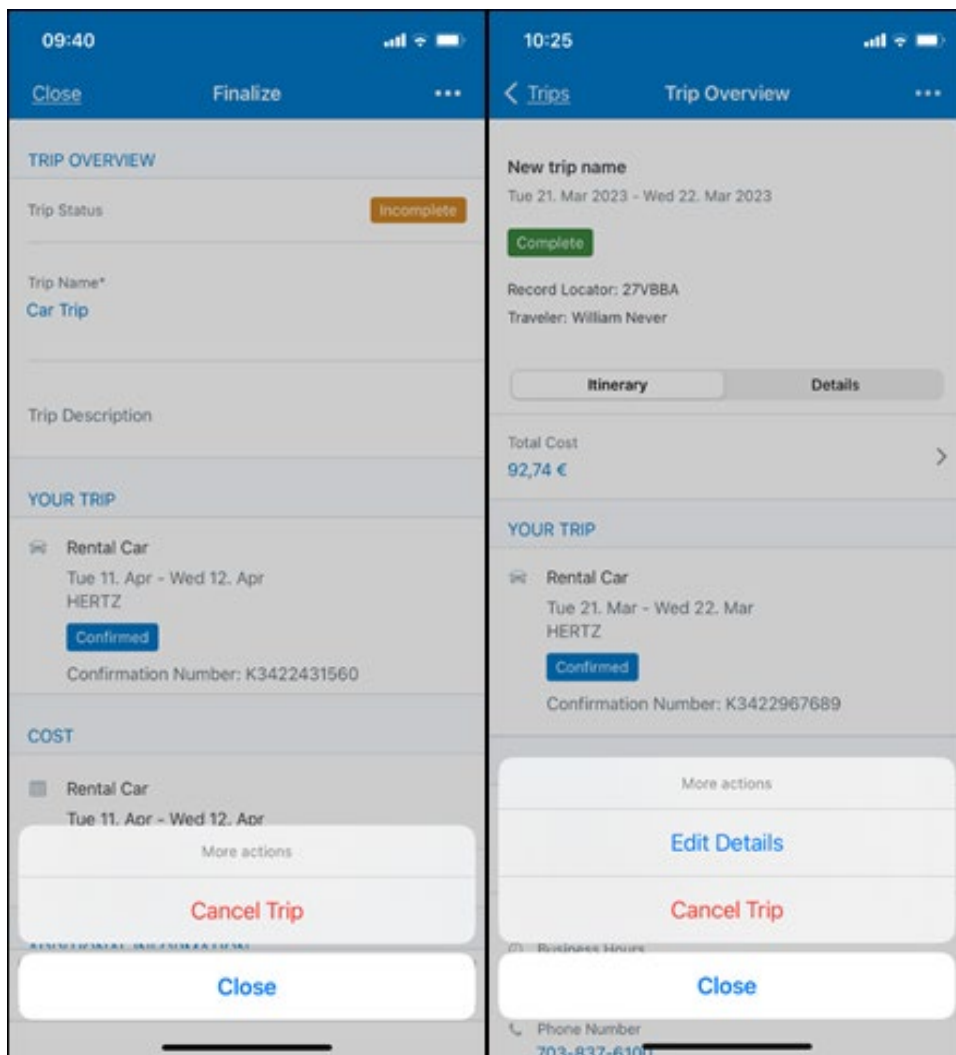 09:40
Close
Finalize
TRIP OVERVIEW
Trip Status
Incomplete
Trip Name*
Car Trip
Trip Description
YOUR TRIP
Rental Car
Tue 11. Apr - Wed 12. Apr
HERTZ
Confirmed
Confirmation Number: K3422431560
COST
Rental Car
Tue 11. Apr - Wed 12. Apr
More actions
Cancel Trip
ADDITIONAL INFORMATION
Close
10:25
Trips
Trip Overview
New trip name
Tue 21. Mar 2023 - Wed 22. Mar 2023
Complete
Record Locator: 27VBBA
Traveler: William Never
Itinerary
Details
Total Cost
92,74 €
YOUR TRIP
Rental Car
Tue 21. Mar - Wed 22. Mar
HERTZ
Confirmed
Confirmation Number: K3422967689
More actions
Edit Details
Cancel Trip
Business Hours
Close
Phone Number
703-837-6100